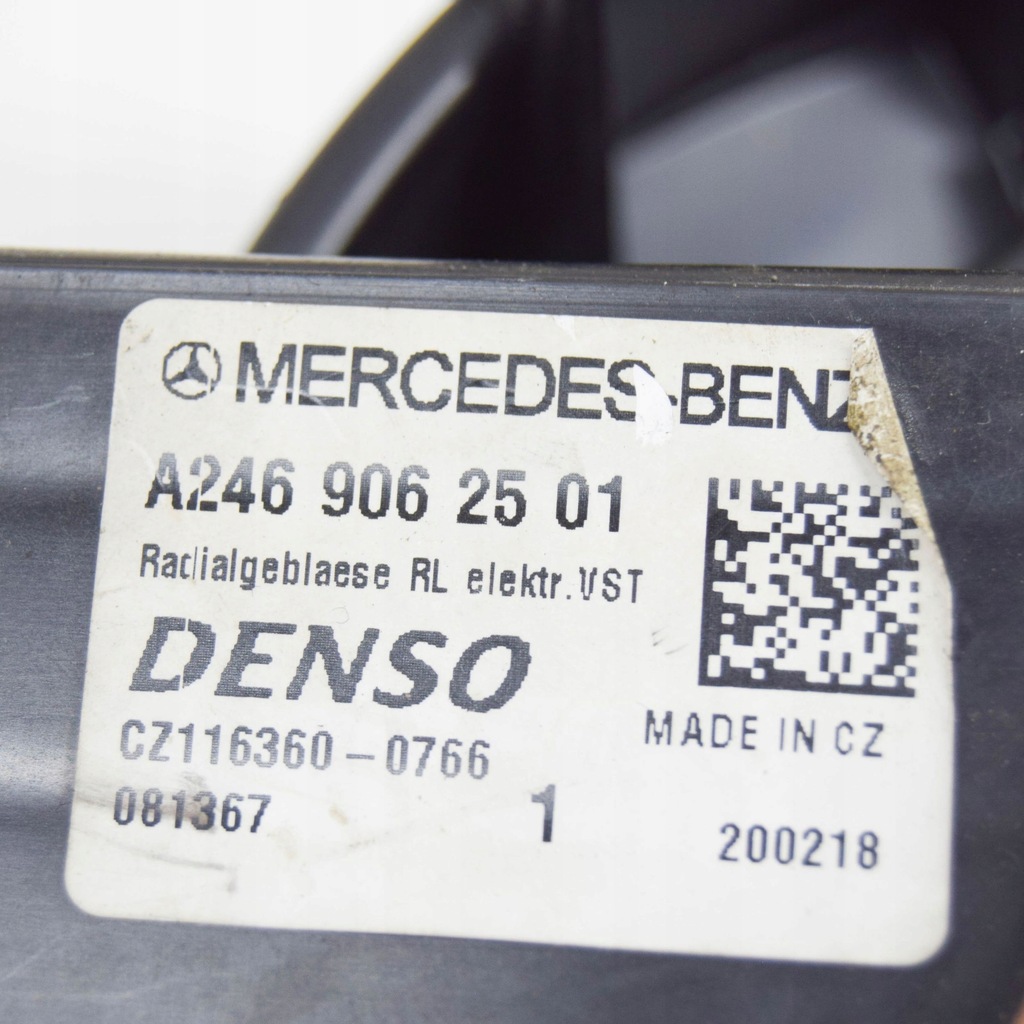 MERCEDES-BENZ
A246 906 25 01
Radialgeblaese RL elektr.VST
DENSO
MADE IN CZ
CZ116360-0766
081367
1
200218